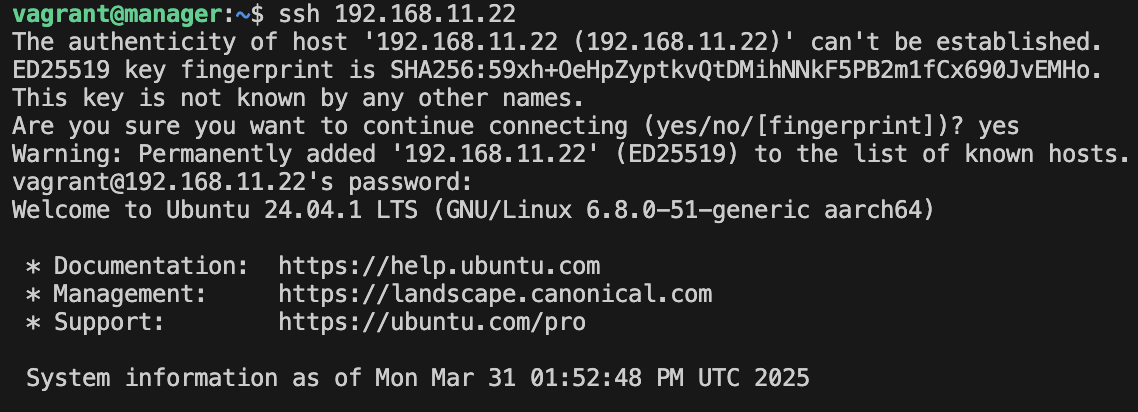 vagrant@manager:~$ ssh 192.168.11.22
The authenticity of host '192.168.11.22 (192.168.11.22)' can't be established.
ED25519 key fingerprint is SHA256:59xh+OeHpZyptkvQtDMihNNkF5PB2m1fCx690JvEMHo.
This key is not known by any other names.
Are you sure you want to continue connecting (yes/no/[fingerprint])? yes
Warning: Permanently added '192.168.11.22' (ED25519) to the list of known hosts.
vagrant@192.168.11.22's password:
Welcome to Ubuntu 24.04.1 LTS (GNU/Linux 6.8.0-51-generic aarch64)
* Documentation:  https://help.ubuntu.com
* Management:     https://landscape.canonical.com
* Support:        https://ubuntu.com/pro
System information as of Mon Mar 31 01:52:48 PM UTC 2025